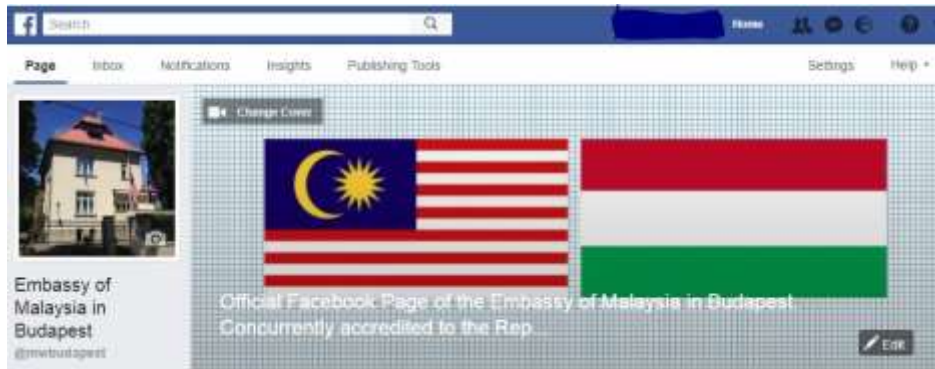 f Search
Home
Page Inbox Notifications Insights Publishing Tools Settings Help
Change Cover
Embassy of
Malaysia in
Budapest
@mwbudapest
Official Facebook Page of the Embassy of Malaysia in Budapest
Concurrently accredited to the Rep...
Edit